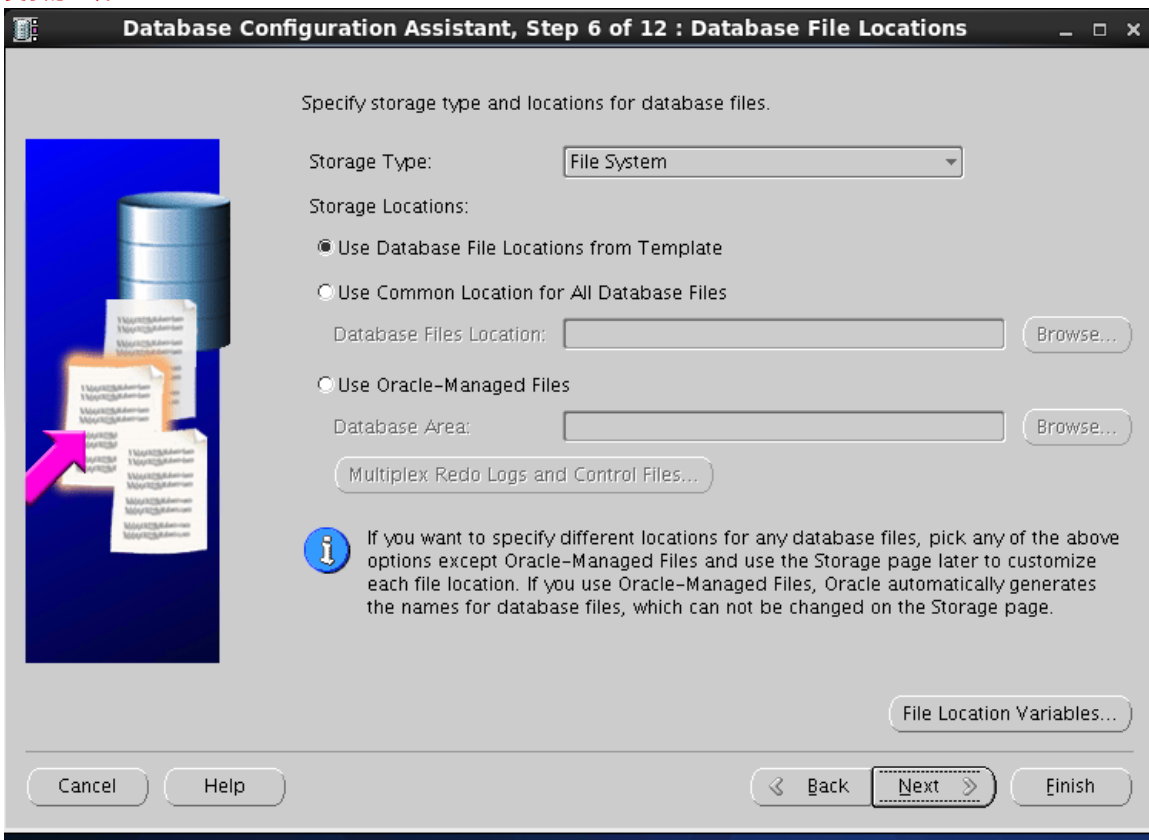 Database Configuration Assistant, Step 6 of 12 : Database File Locations
Specify storage type and locations for database files.
Storage Type:
File System
Storage Locations:
Use Database File Locations from Template
Use Common Location for All Database Files
Database Files Location:
Browse...
Use Oracle-Managed Files
Database Area:
Browse...
Multiplex Redo Logs and Control Files...
If you want to specify different locations for any database files, pick any of the above
options except Oracle-Managed Files and use the Storage page later to customize
each file location. If you use Oracle-Managed Files, Oracle automatically generates
the names for database files, which can not be changed on the Storage page.
File Location Variables...
Cancel
Help
Back
Next
Finish